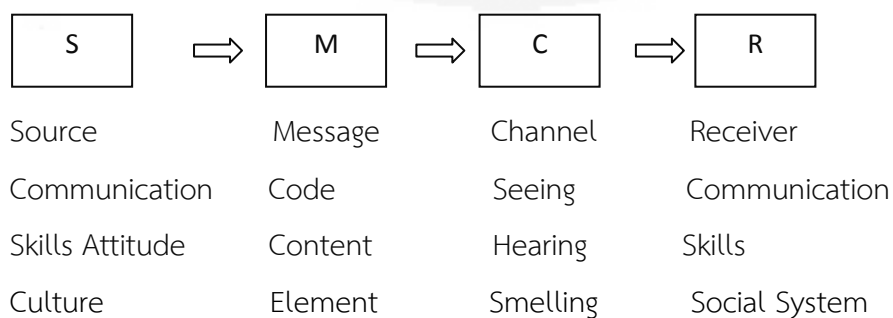 S M C R
Source Message Channel Receiver
Communication Code Seeing Communication
Skills Attitude Content Hearing Skills
Culture Element Smelling Social System